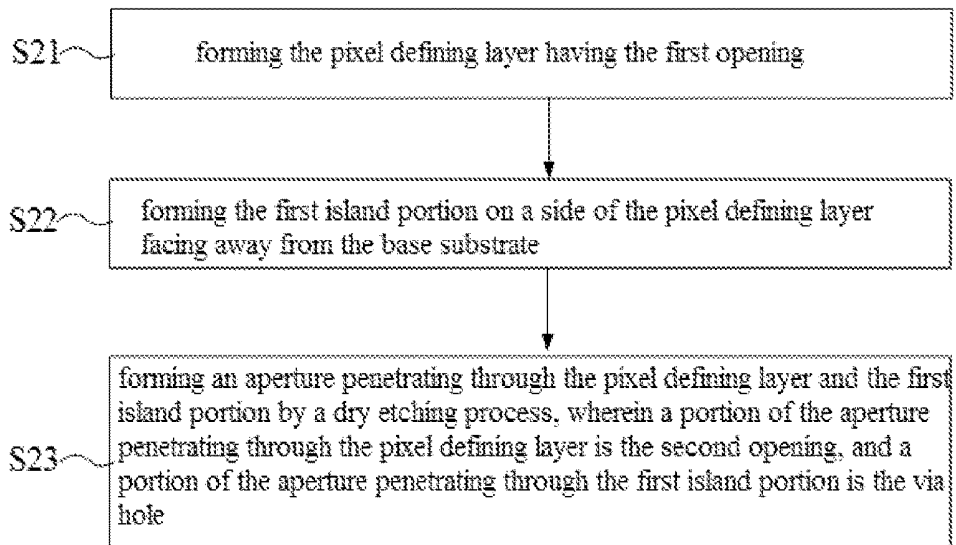 S21
forming the pixel defining layer having the first opening
S22
forming the first island portion on a side of the pixel defining layer
facing away from the base substrate
S23
forming an aperture penetrating through the pixel defining layer and the first
island portion by a dry etching process, wherein a portion of the aperture
penetrating through the pixel defining layer is the second opening, and a
portion of the aperture penetrating through the first island portion is the via
hole